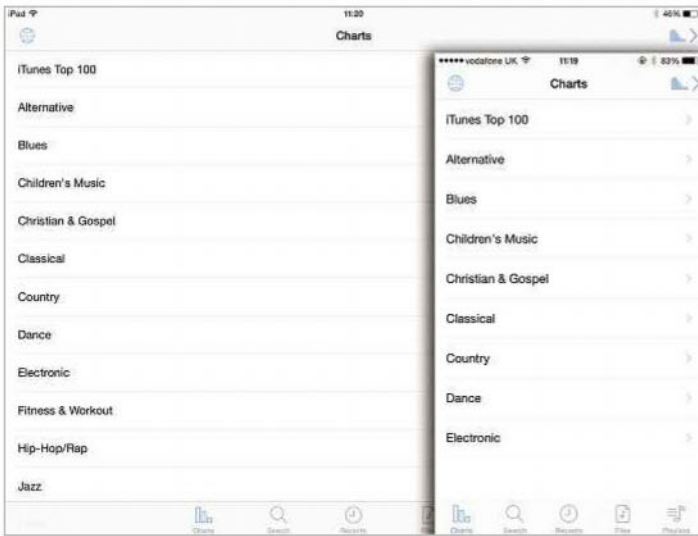 iPad
11:20
46%
Charts
iTunes Top 100
Alternative
Blues
Children's Music
Christian & Gospel
Classical
Country
Dance
Electronic
Fitness & Workout
Hip-Hop/Rap
Jazz
Charts
Search
Recents
vodafone UK
11:19
83%
Charts
iTunes Top 100
Alternative
Blues
Children's Music
Christian & Gospel
Classical
Country
Dance
Electronic
Charts
Search
Recents
Files
Playlists